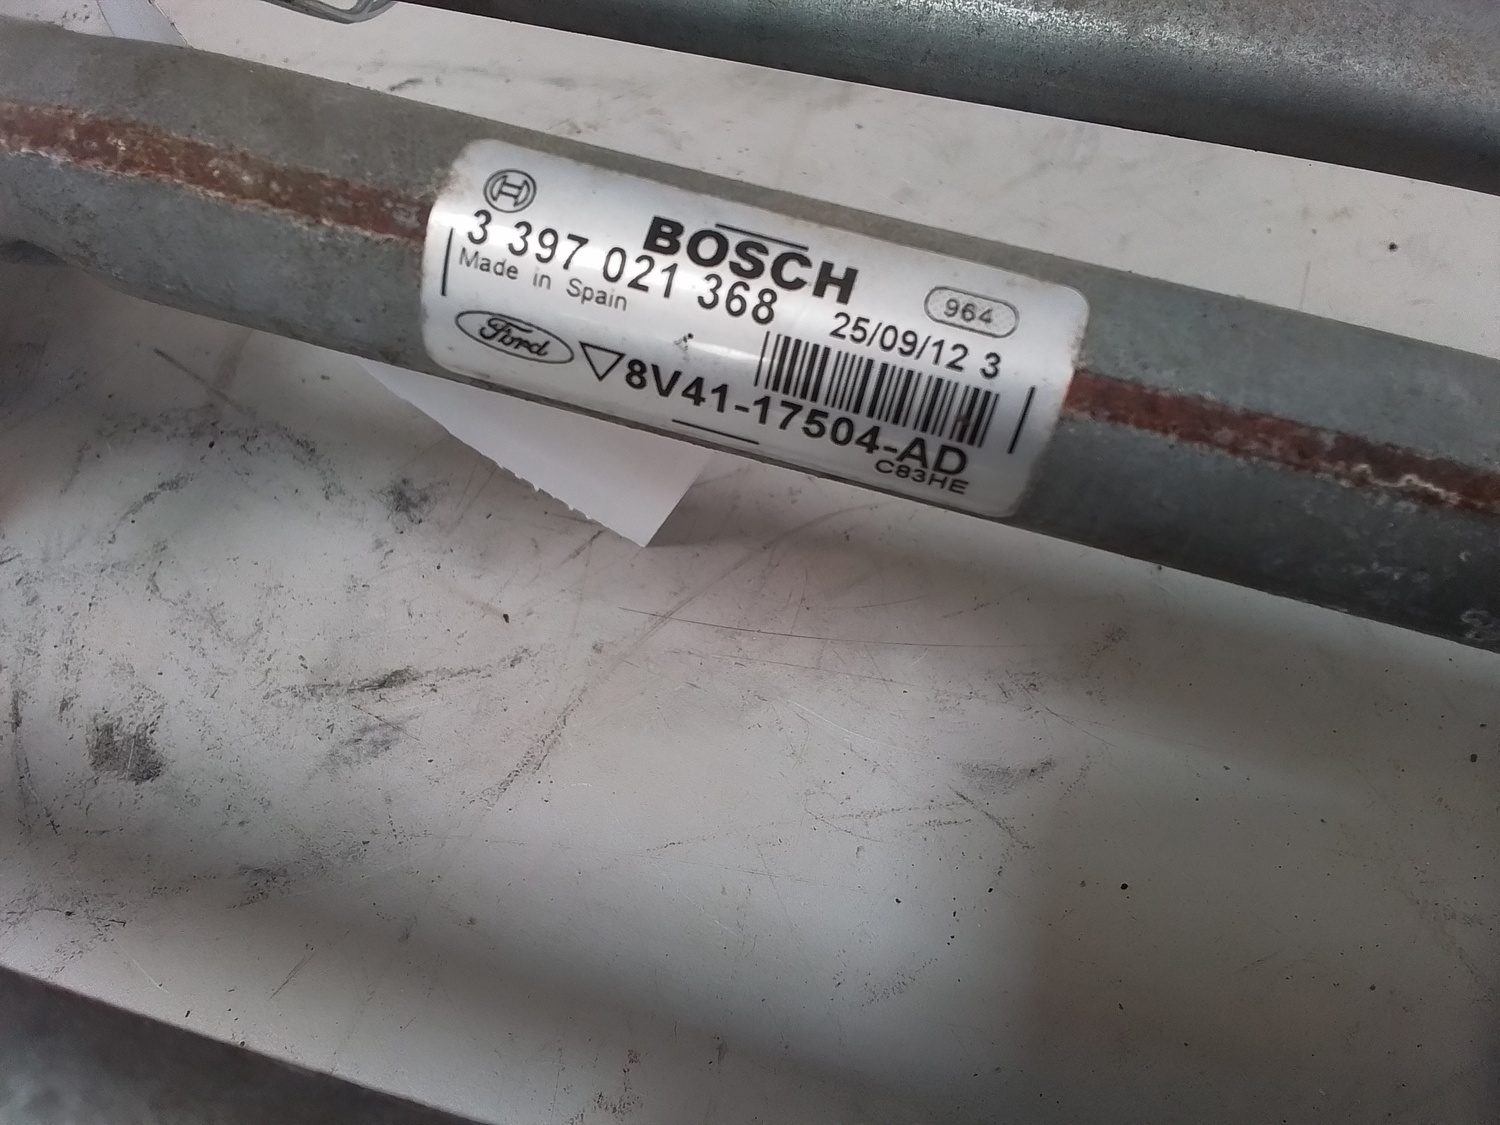 BOSCH
3 397 021 368
Made in Spain
964
25/09/12 3
Ford
8V41-17504-AD
C83HE